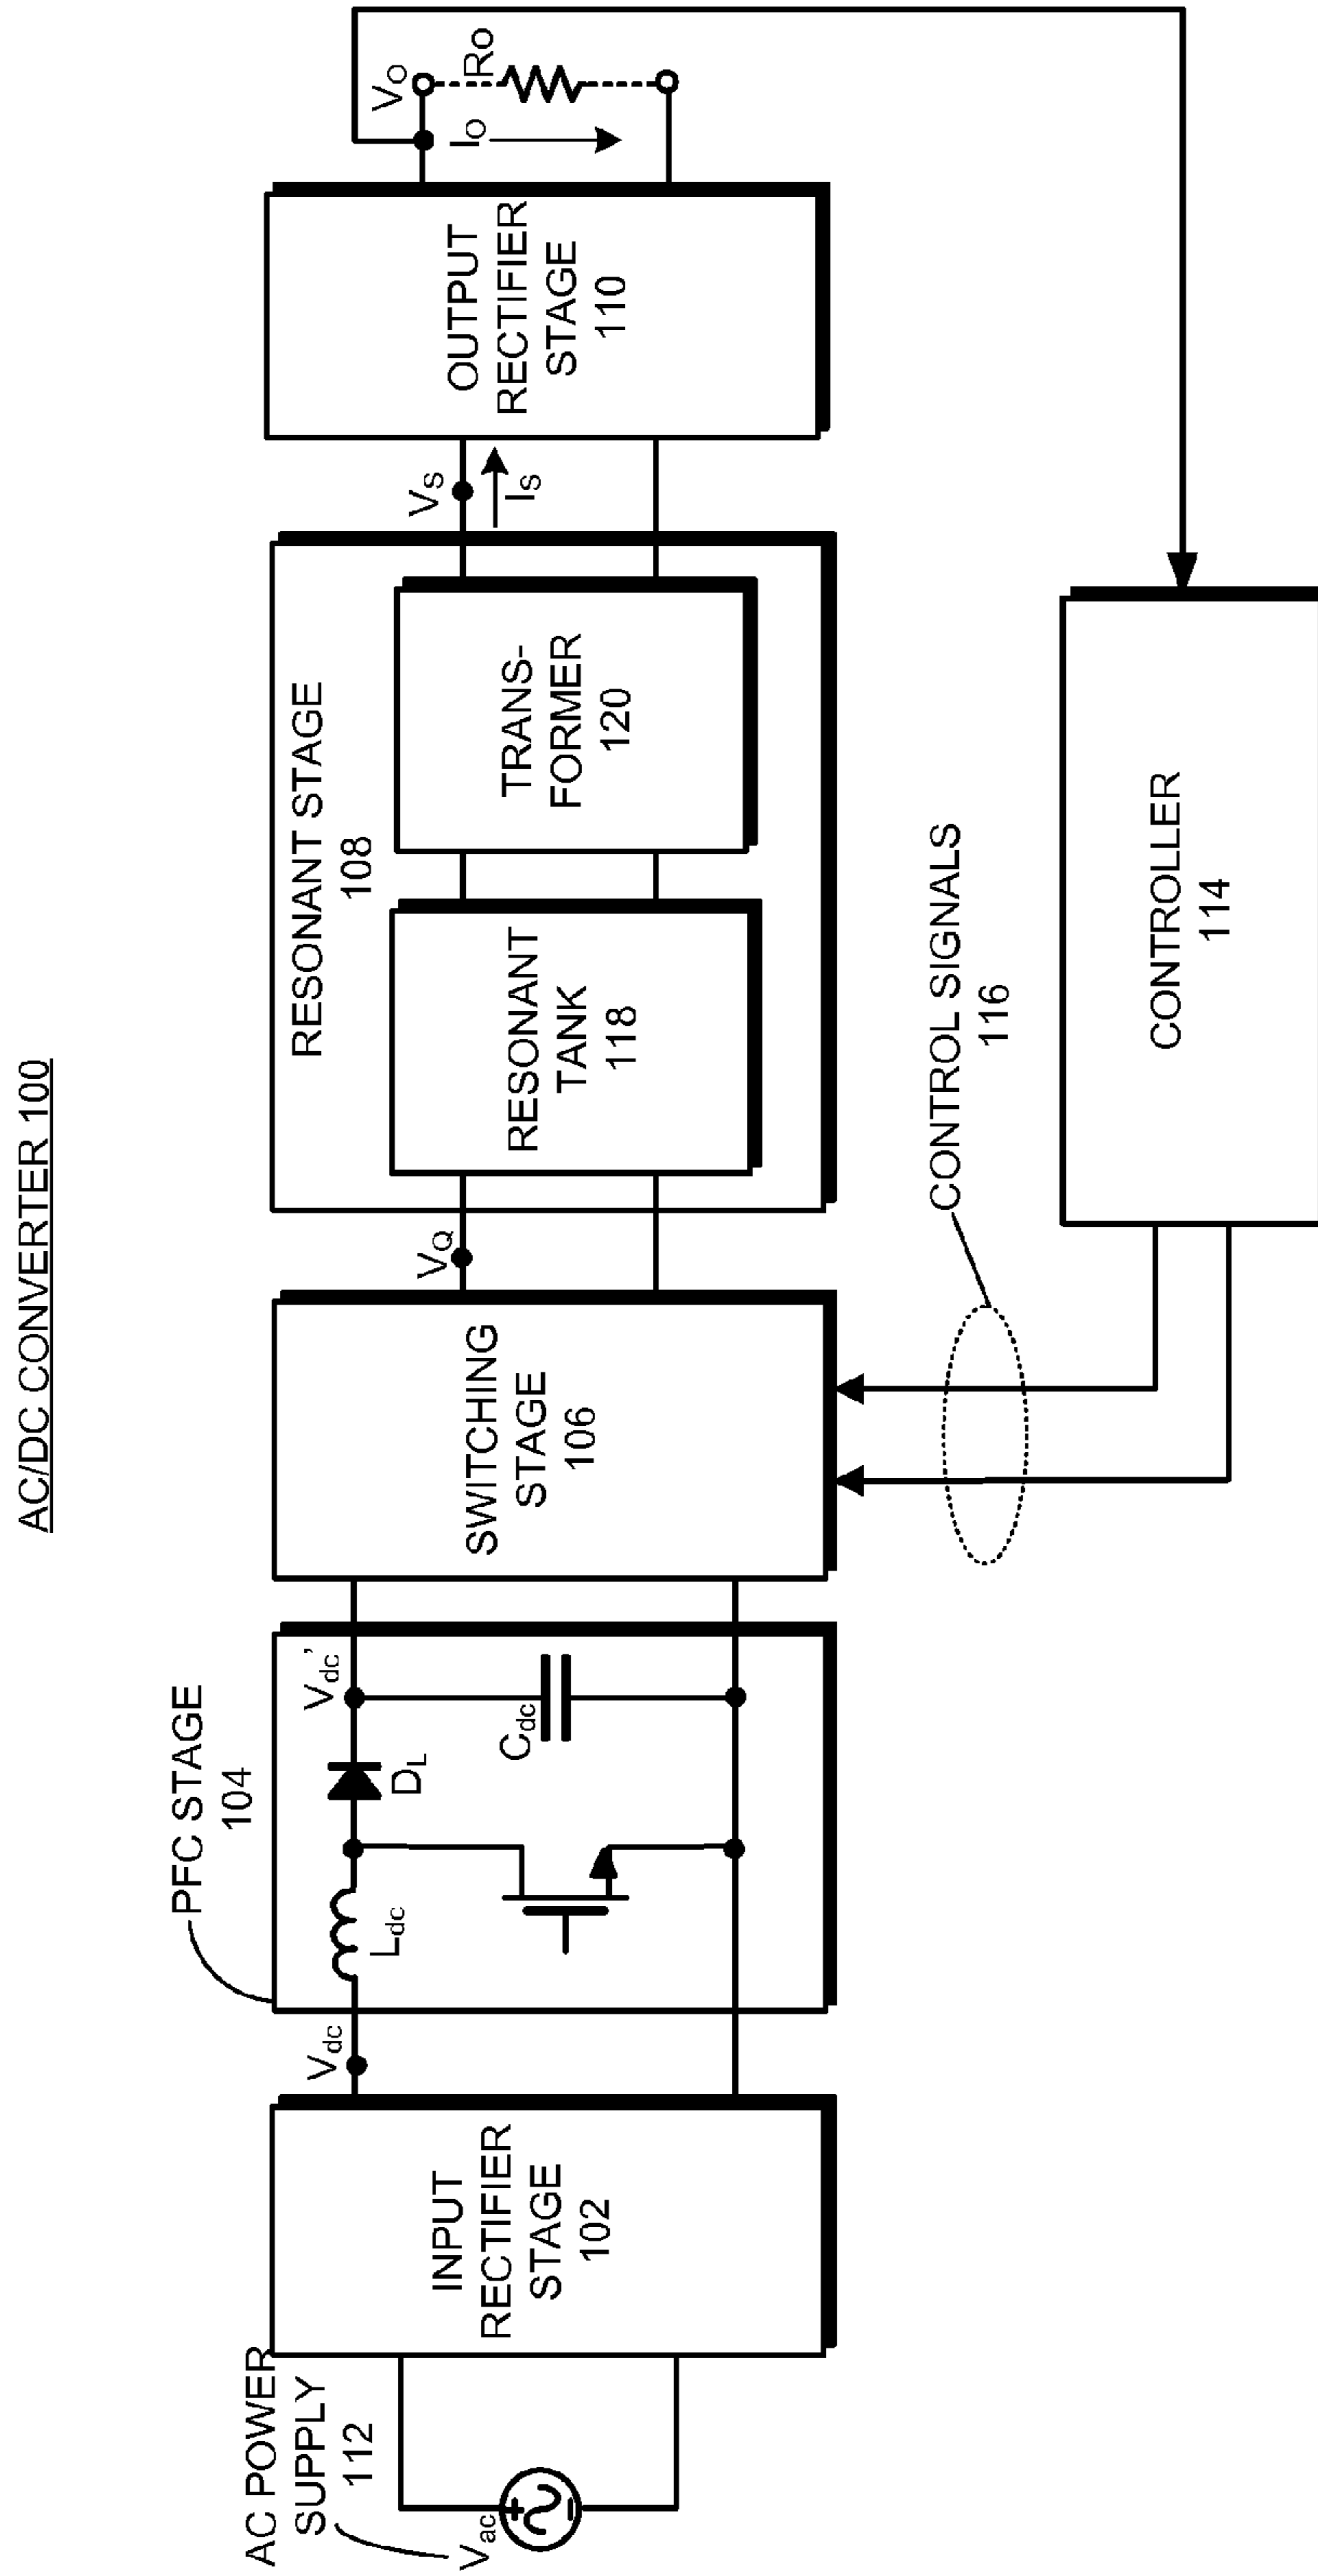 AC/DC CONVERTER 100
AC POWER
SUPPLY
112
Vac
INPUT
RECTIFIER
STAGE
102
Vdc
PFC STAGE
104
Ldc
DL
Cdc
Vdc'
SWITCHING
STAGE
106
VQ
RESONANT STAGE
108
RESONANT
TANK
118
TRANS-
FORMER
120
VS
IS
OUTPUT
RECTIFIER
STAGE
110
VO
IO
Ro
CONTROL SIGNALS
116
CONTROLLER
114